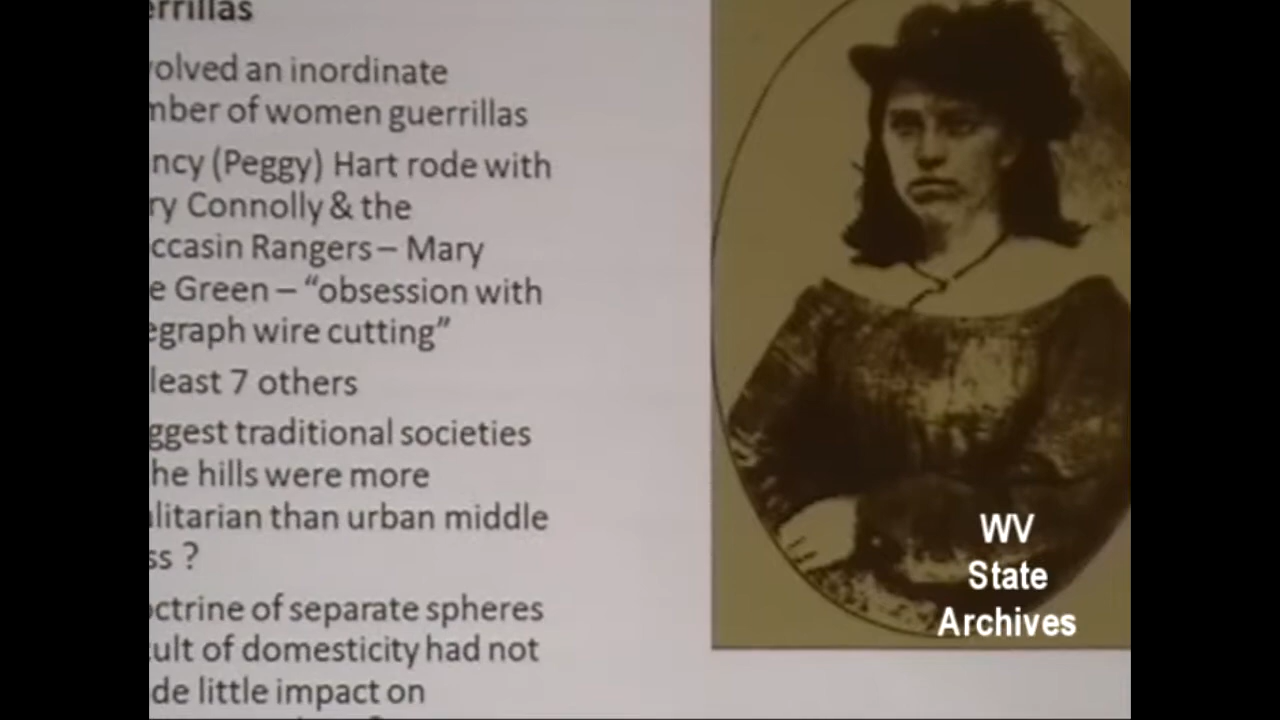 errillas
volved an inordinate
mber of women guerrillas
ncy (Peggy) Hart rode with
ry Connolly & the
ccasin Rangers – Mary
e Green – “obsession with
egraph wire cutting”
least 7 others
ggest traditional societies
he hills were more
alitarian than urban middle
ss ?
octrine of separate spheres
cult of domesticity had not
de little impact on
WV
State
Archives